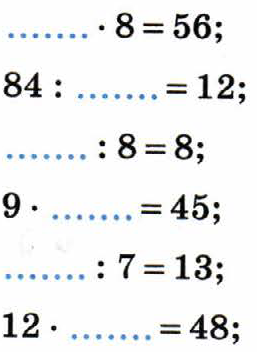 ....... · 8 = 56;
84 : ....... = 12;
....... : 8 = 8;
9 · ....... = 45;
....... : 7 = 13;
12 · ....... = 48;